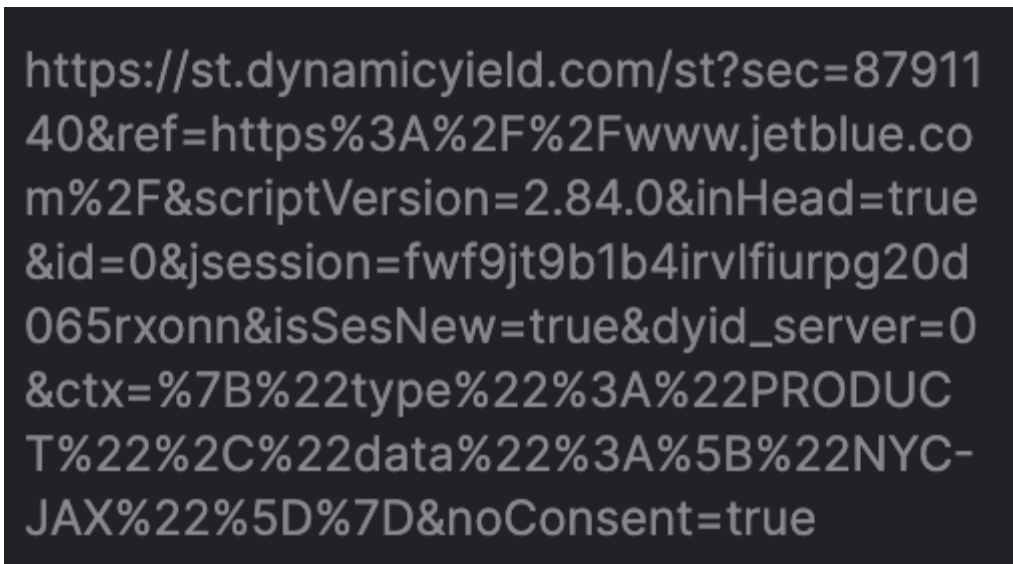 https://st.dynamicyield.com/st?sec=87911
40&ref=https%3A%2F%2Fwww.jetblue.co
m%2F&scriptVersion=2.84.0&inHead=true
&id=0&jsession=fwf9jt9b1b4irvlfiurpg20d
065rxonn&isSesNew=true&dyid_server=0
&ctx=%7B%22type%22%3A%22PRODUC
T%22%2C%22data%22%3A%5B%22NYC-
JAX%22%5D%7D&noConsent=true